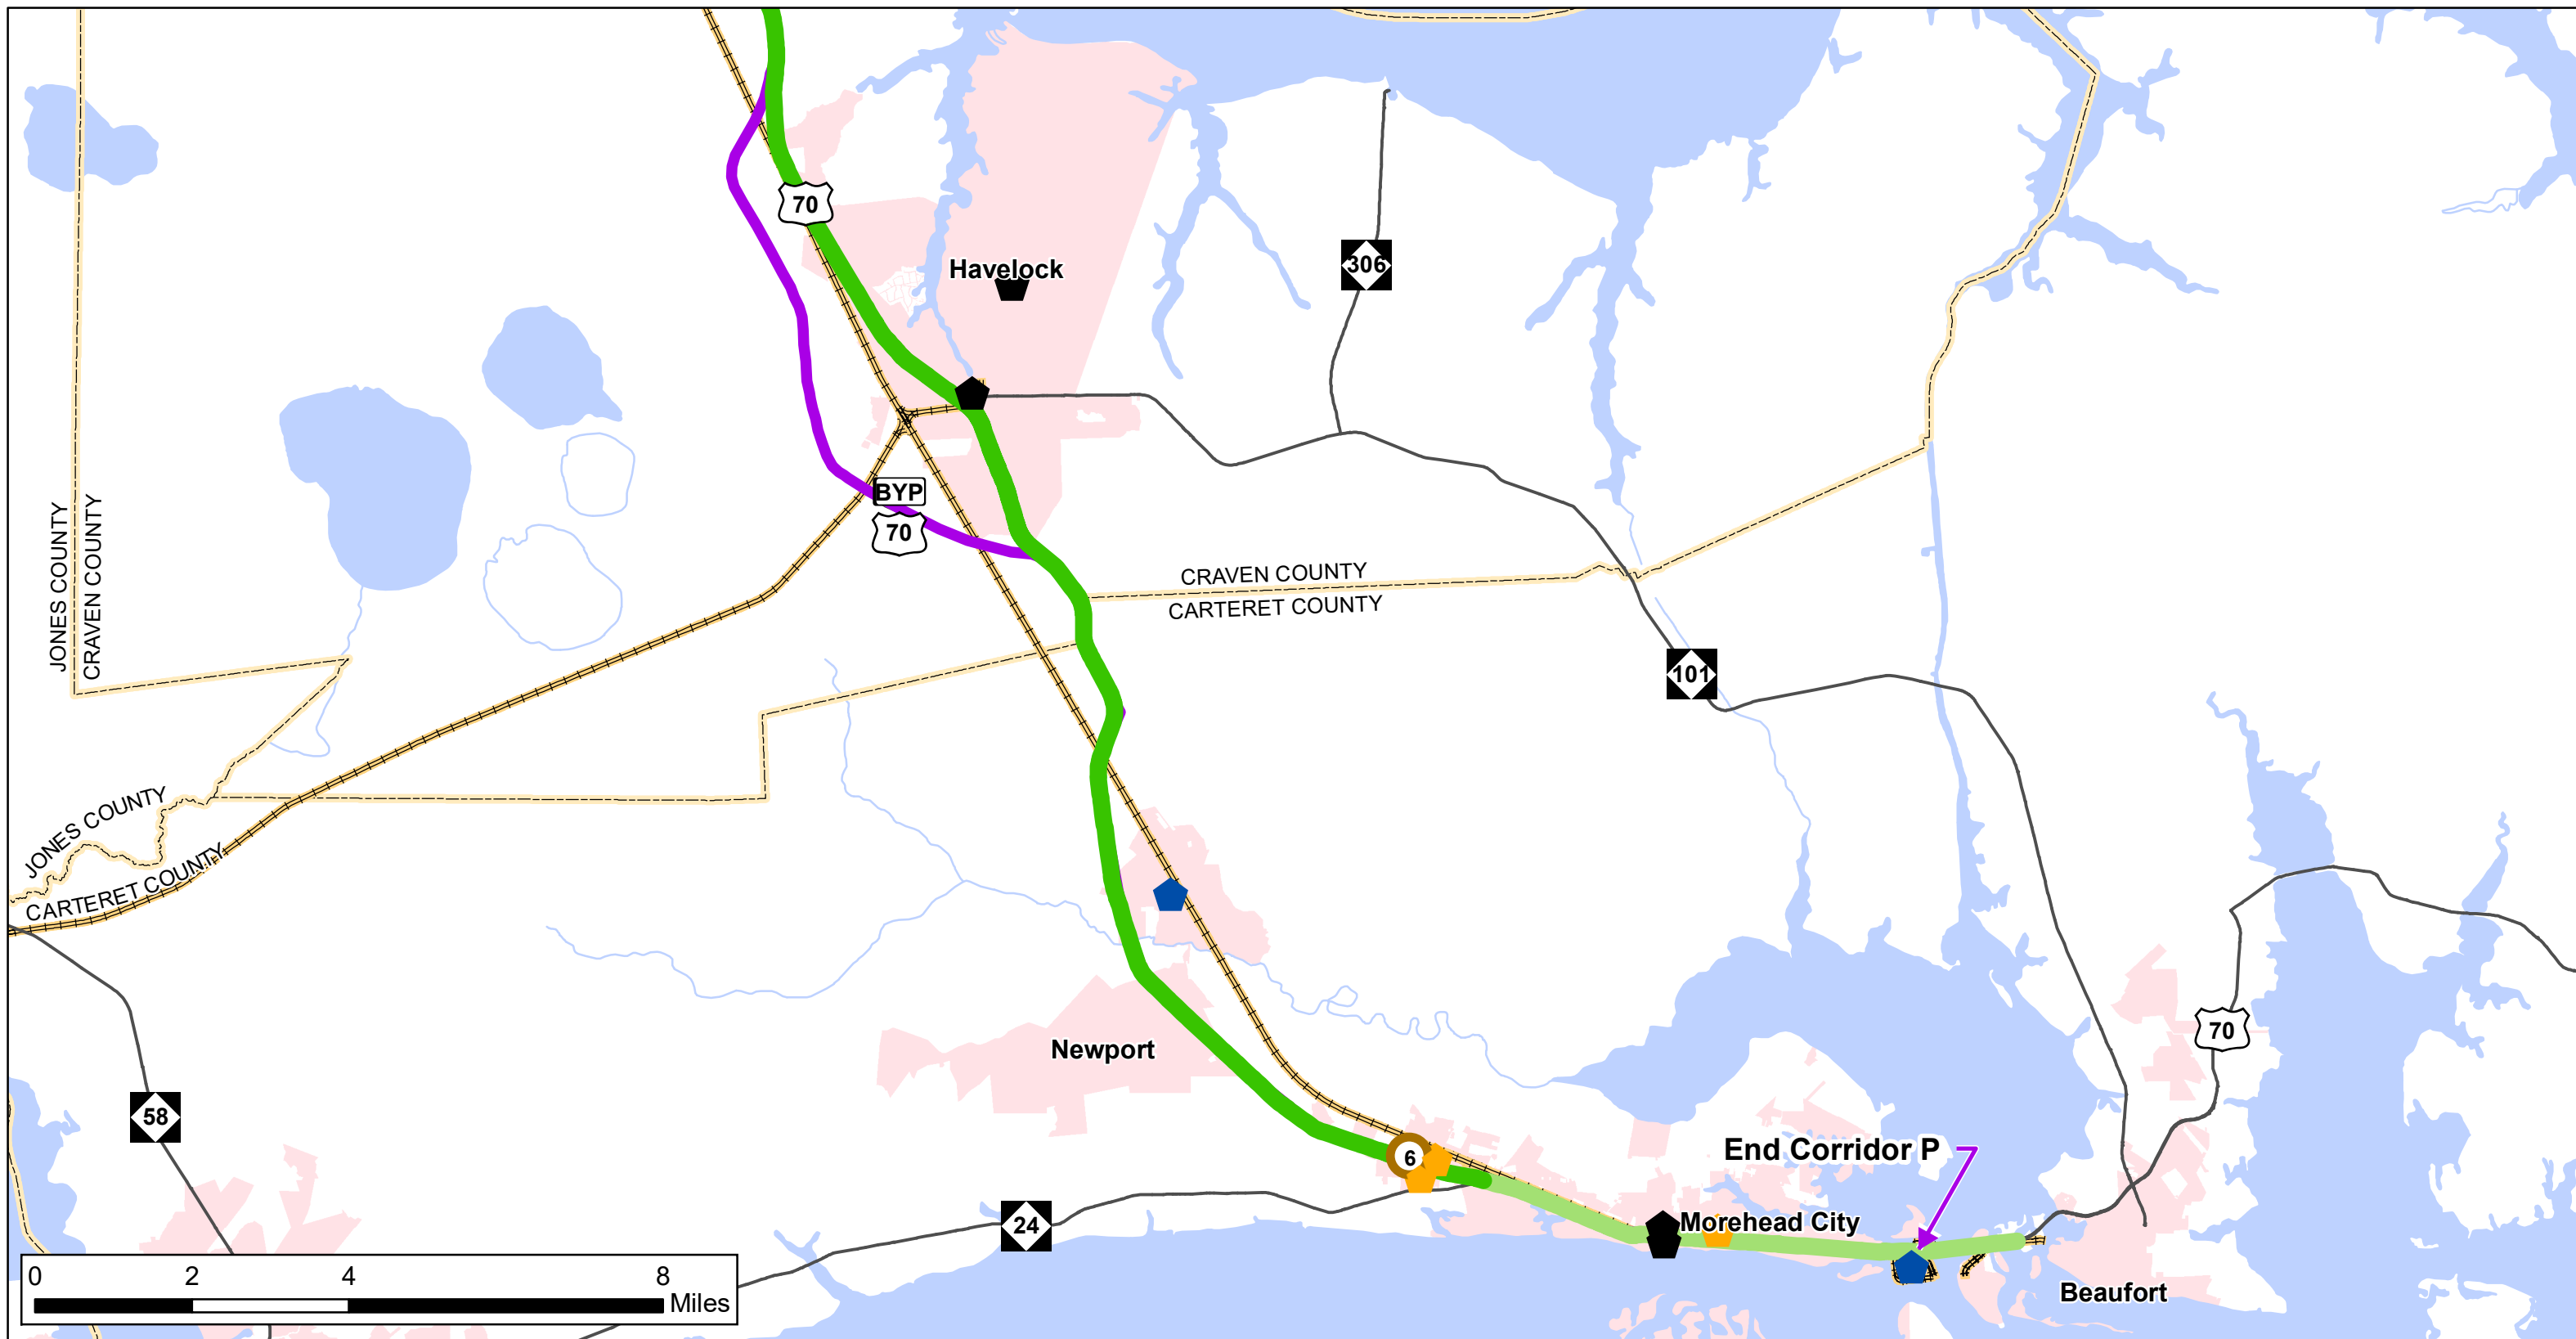 70
Havelock
306
BYP
70
JONES COUNTY
CRAVEN COUNTY
CRAVEN COUNTY
CARTERET COUNTY
101
JONES COUNTY
CARTERET COUNTY
70
Newport
58
End Corridor P
6
24
Morehead City
Beaufort
0 2 4 8
Miles